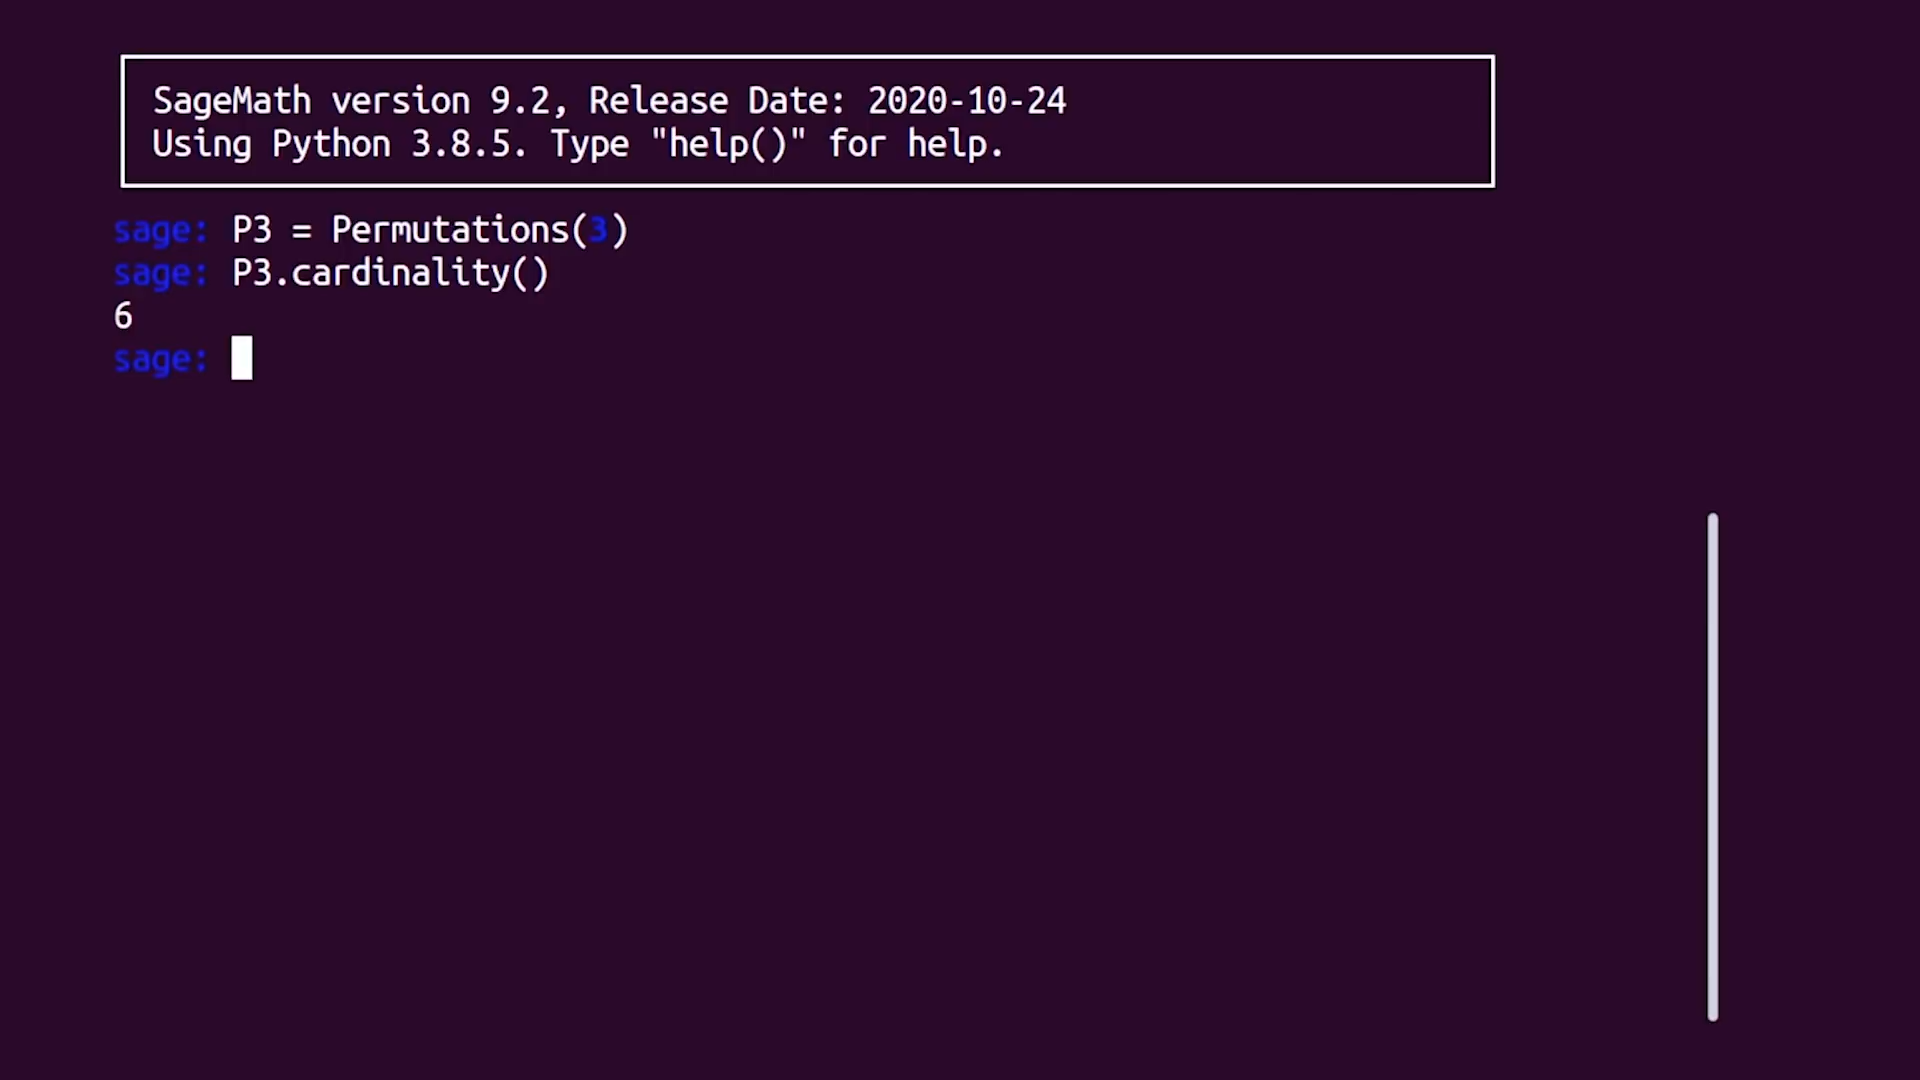 SageMath version 9.2, Release Date: 2020-10-24
Using Python 3.8.5. Type "help()" for help.
sage: P3 = Permutations(3)
sage: P3.cardinality()
6
sage: